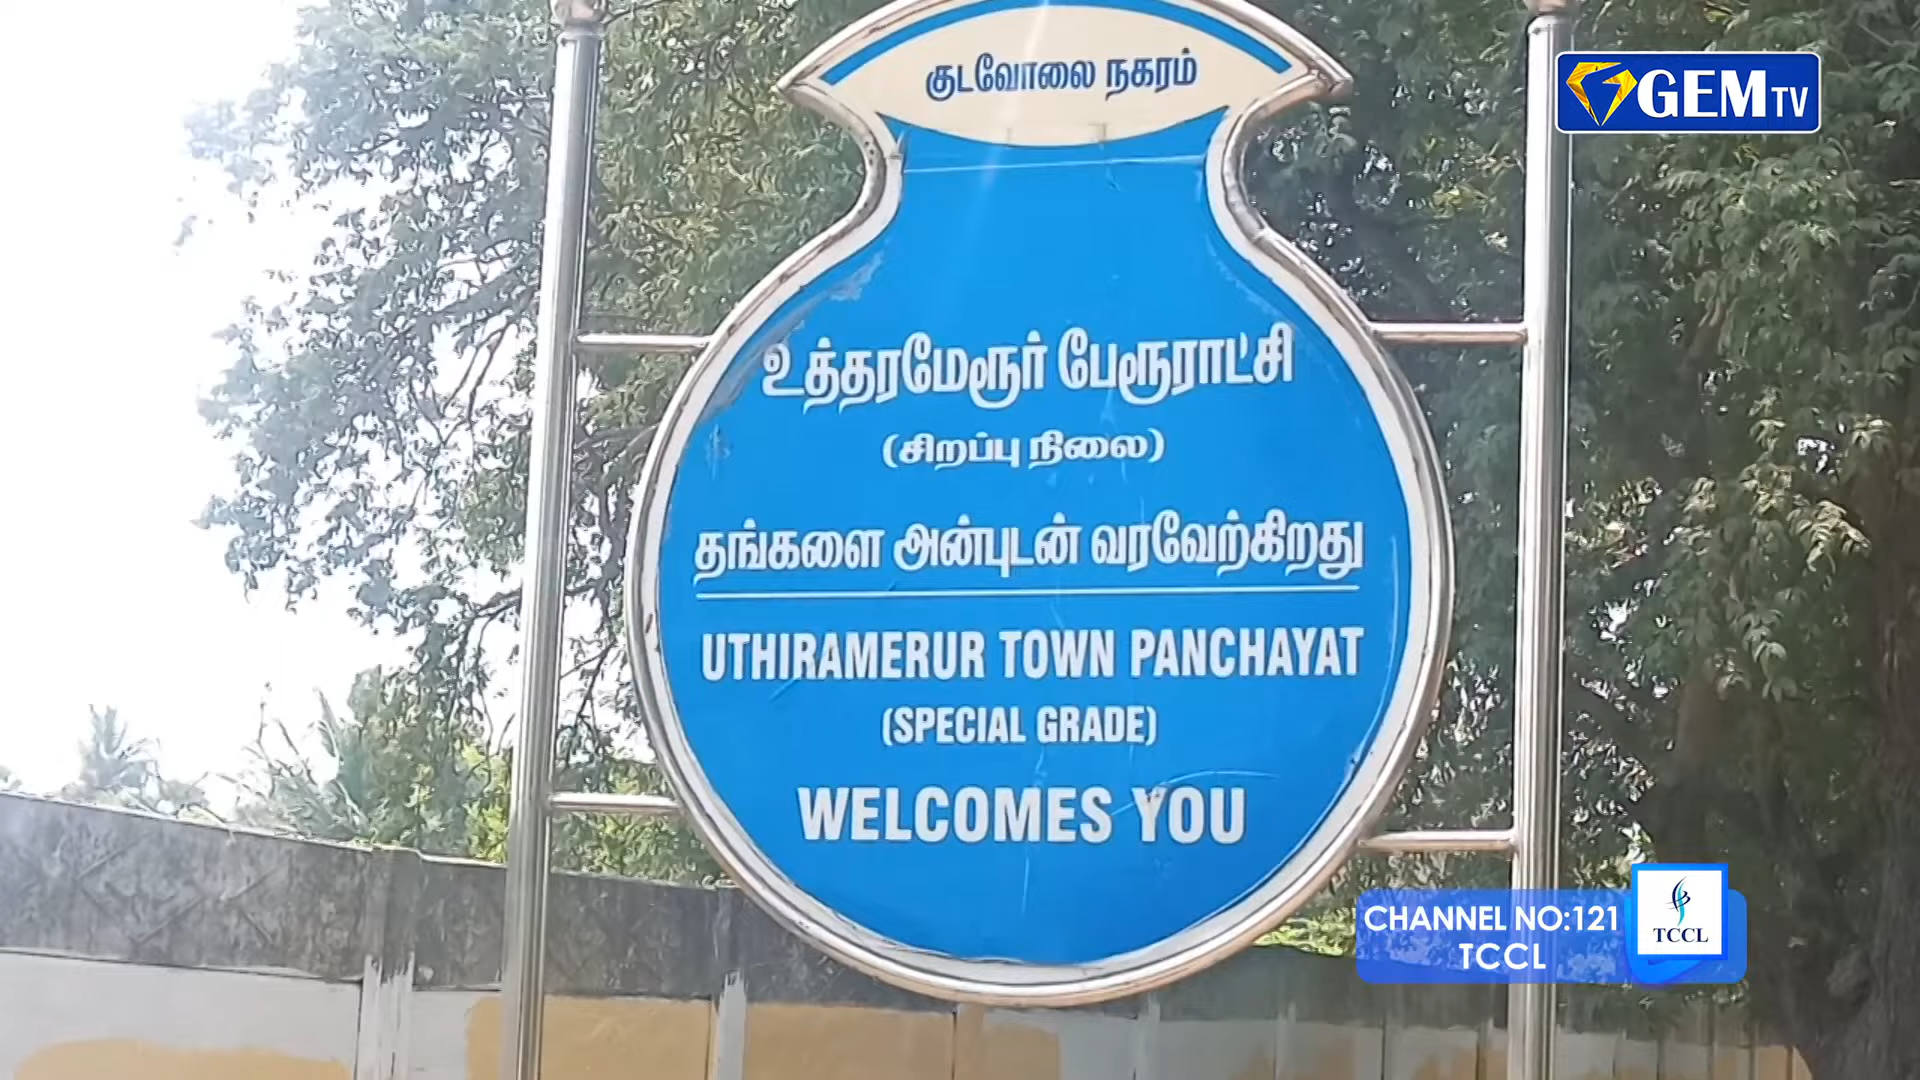 குடவோலை நகரம்
GEM TV
உத்தரமேரூர் பேரூராட்சி
(சிறப்பு நிலை)
தங்களை அன்புடன் வரவேற்கிறது
UTHIRAMERUR TOWN PANCHAYAT
(SPECIAL GRADE)
WELCOMES YOU
CHANNEL NO:121
TCCL
TCCL